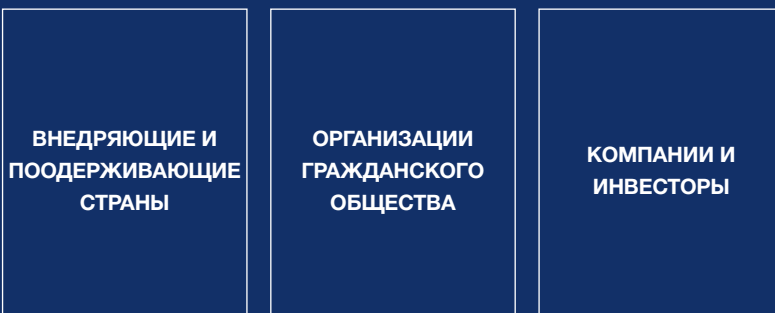 ВНЕДРЯЮЩИЕ И
ПООДЕРЖИВАЮЩИЕ
СТРАНЫ
ОРГАНИЗАЦИИ
ГРАЖДАНСКОГО
ОБЩЕСТВА
КОМПАНИИ И
ИНВЕСТОРЫ